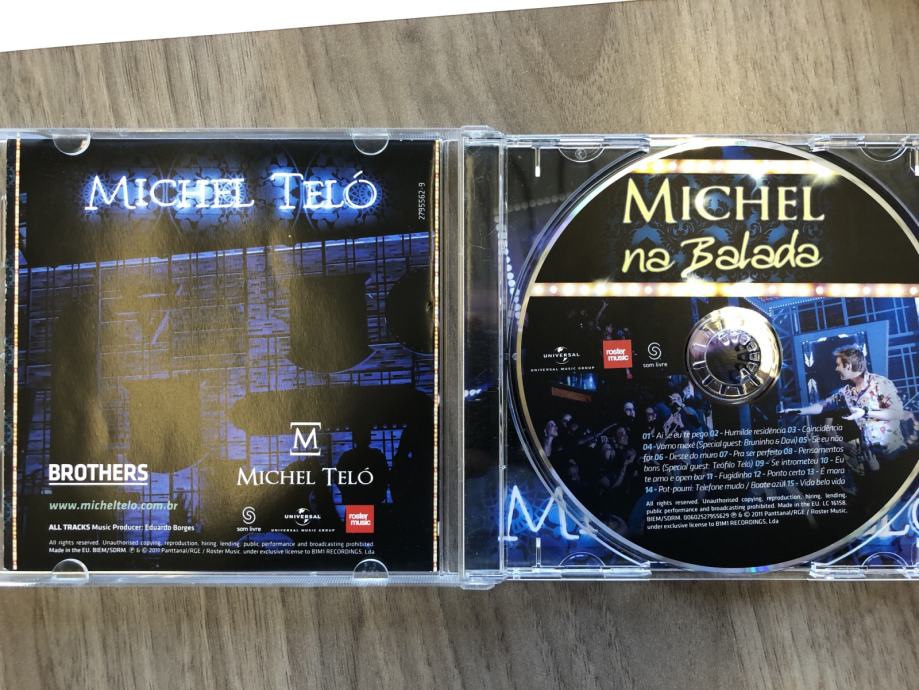 MICHEL TELÓ
2795562-9
M
MICHEL TELÓ
BROTHERS
www.micheltelo.com.br
som livre
UNIVERSAL
UNIVERSAL MUSIC GROUP
roster music
ALL TRACKS Music Producer: Eduardo Borges
All rights reserved. Unauthorised copying, reproduction, hiring, lending, public performance and broadcasting prohibited.
Made in the EU. BIEM/SDRM. ℗ & © 2011 Panttanal/RGE / Roster Music. under exclusive license to BIM1 RECORDINGS, Lda
MICHEL
na Balada
UNIVERSAL
UNIVERSAL MUSIC GROUP
roster music
som livre
01 - Ai se eu te pego 02 - Humilde residência 03 - Coincidência
04 - Vamo mexê (Special guest: Bruninho & Davi) 05 - Se eu não
for 06 - Desce do muro 07 - Pra ser perfeito 08 - Pensamentos
bons (Special guest: Teófilo Teló) 09 - Se intrometeu 10 - Eu
te amo e open bar 11 - Fugidinha 12 - Ponto certo 13 - É mara
14 - Pot-pourri: Telefone mudo / Boate azul 15 - Vida bela vida
All rights reserved. Unauthorised copying, reproduction, hiring, lending,
public performance and broadcasting prohibited. Made in the EU. LC 16158.
BIEM/SDRM. 00602527955629 ℗ & © 2011 Panttanal/RGE / Roster Music,
under exclusive license to BIM1 RECORDINGS, Lda.